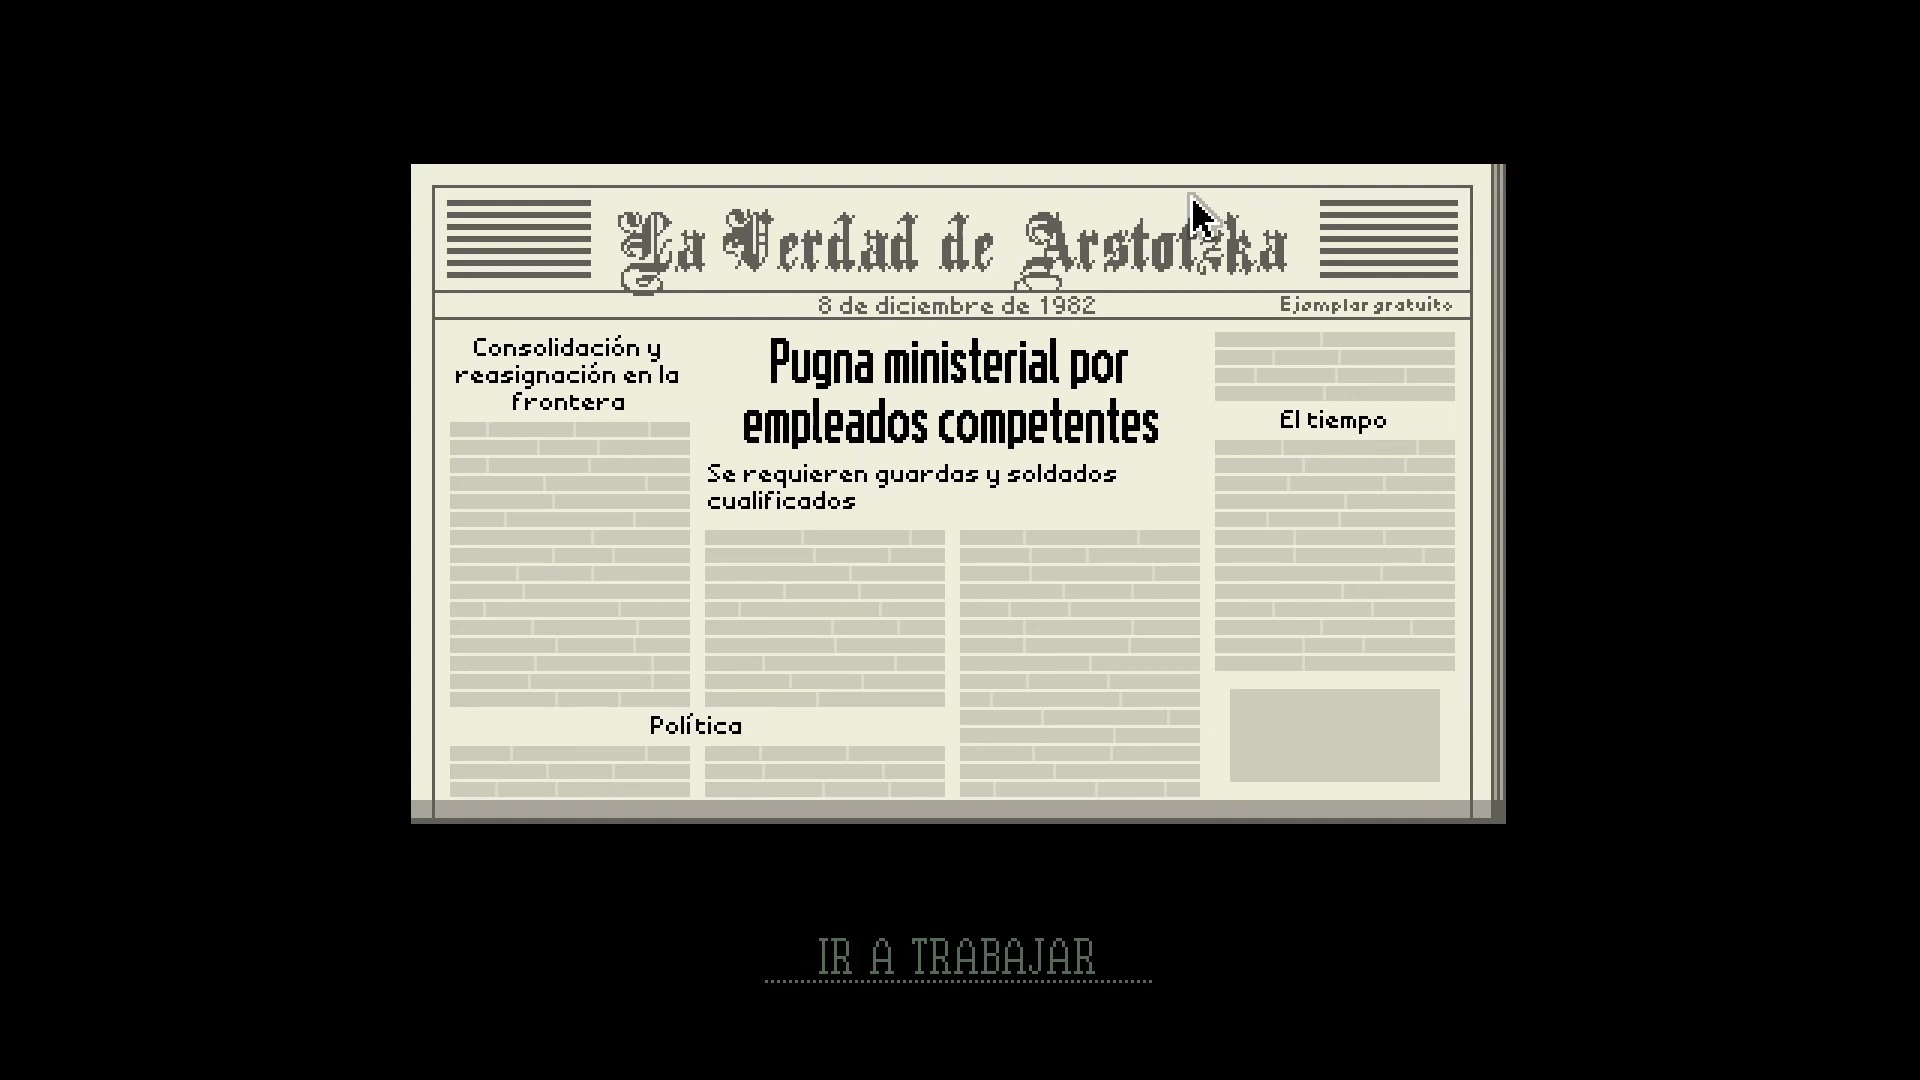 La Verdad de Arstotzka
8 de diciembre de 1982
Ejemplar gratuito
Consolidación y
reasignación en la
frontera
Pugna ministerial por
empleados competentes
Se requieren guardas y soldados
cualificados
El tiempo
Política
IR A TRABAJAR